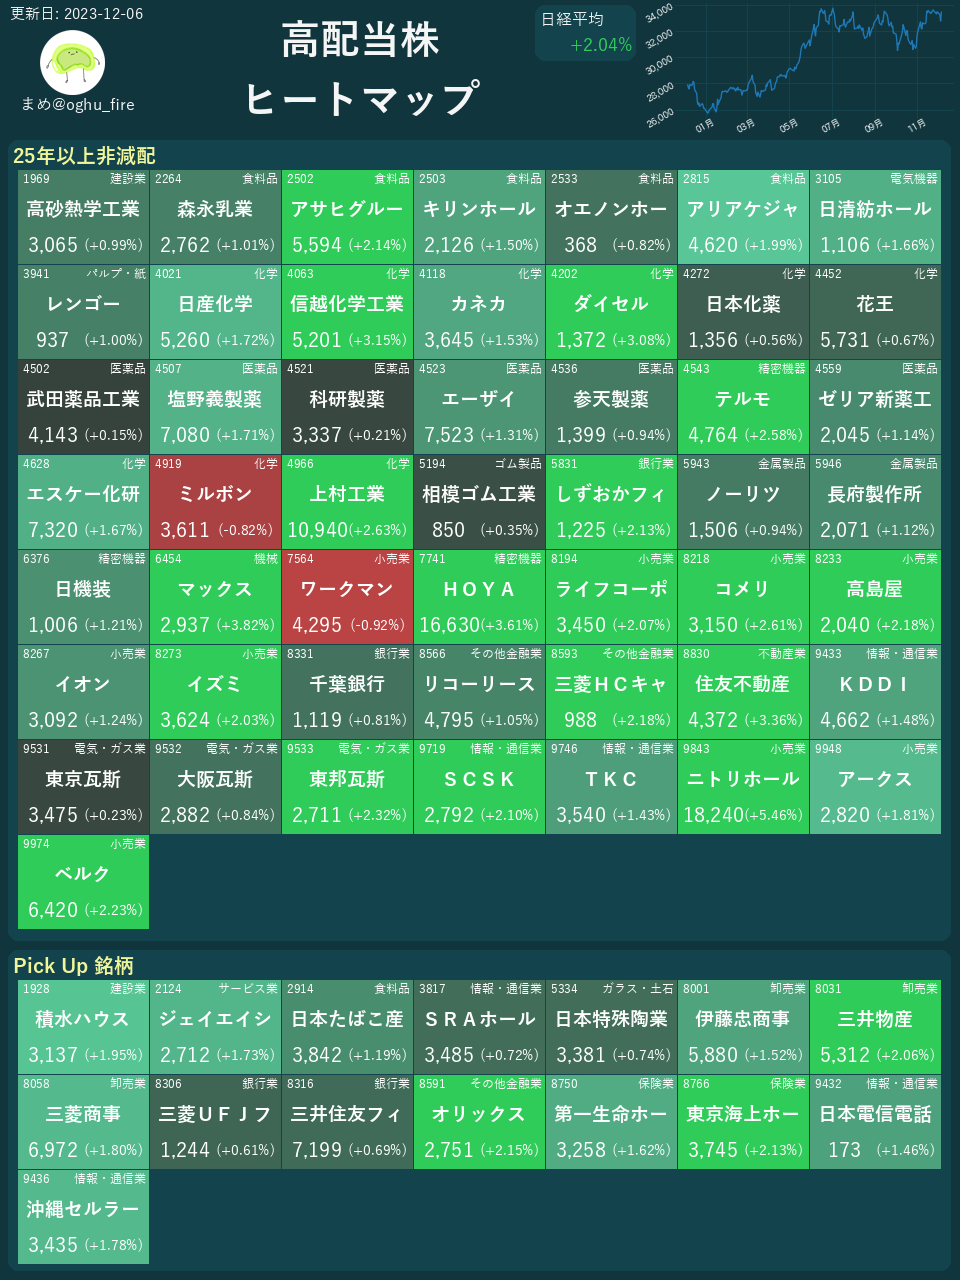 更新日: 2023-12-06
まめ@oghu_fire
高配当株
ヒートマップ
日経平均
+2.04%
34,000
32,000
30,000
28,000
26,000
01月 03月 05月 07月 09月 11月
25年以上非減配
1969 建設業 2264 食料品 2502 食料品 2503 食料品 2533 食料品 2815 食料品 3105 電気機器
高砂熱学工業 森永乳業 アサヒグルー キリンホール オエノンホー アリアケジャ 日清紡ホール
3,065 (+0.99%) 2,762 (+1.01%) 5,594 (+2.14%) 2,126 (+1.50%) 368 (+0.82%) 4,620 (+1.99%) 1,106 (+1.66%)
3941 パルプ・紙 4021 化学 4063 化学 4118 化学 4202 化学 4272 化学 4452 化学
レンゴー 日産化学 信越化学工業 カネカ ダイセル 日本化薬 花王
937 (+1.00%) 5,260 (+1.72%) 5,201 (+3.15%) 3,645 (+1.53%) 1,372 (+3.08%) 1,356 (+0.56%) 5,731 (+0.67%)
4502 医薬品 4507 医薬品 4521 医薬品 4523 医薬品 4536 医薬品 4543 精密機器 4559 医薬品
武田薬品工業 塩野義製薬 科研製薬 エーザイ 参天製薬 テルモ ゼリア新薬工
4,143 (+0.15%) 7,080 (+1.71%) 3,337 (+0.21%) 7,523 (+1.31%) 1,399 (+0.94%) 4,764 (+2.58%) 2,045 (+1.14%)
4628 化学 4919 化学 4966 化学 5194 ゴム製品 5831 銀行業 5943 金属製品 5946 金属製品
エスケー化研 ミルボン 上村工業 相模ゴム工業 しずおかフィ ノーリツ 長府製作所
7,320 (+1.67%) 3,611 (-0.82%) 10,940(+2.63%) 850 (+0.35%) 1,225 (+2.13%) 1,506 (+0.94%) 2,071 (+1.12%)
6376 精密機器 6454 機械 7564 小売業 7741 精密機器 8194 小売業 8218 小売業 8233 小売業
日機装 マックス ワークマン ＨＯＹＡ ライフコーポ コメリ 高島屋
1,006 (+1.21%) 2,937 (+3.82%) 4,295 (-0.92%) 16,630(+3.61%) 3,450 (+2.07%) 3,150 (+2.61%) 2,040 (+2.18%)
8267 小売業 8273 小売業 8331 銀行業 8566 その他金融業 8593 その他金融業 8830 不動産業 9433 情報・通信業
イオン イズミ 千葉銀行 リコーリース 三菱ＨＣキャ 住友不動産 ＫＤＤＩ
3,092 (+1.24%) 3,624 (+2.03%) 1,119 (+0.81%) 4,795 (+1.05%) 988 (+2.18%) 4,372 (+3.36%) 4,662 (+1.48%)
9531 電気・ガス業 9532 電気・ガス業 9533 電気・ガス業 9719 情報・通信業 9746 情報・通信業 9843 小売業 9948 小売業
東京瓦斯 大阪瓦斯 東邦瓦斯 ＳＣＳＫ ＴＫＣ ニトリホール アークス
3,475 (+0.23%) 2,882 (+0.84%) 2,711 (+2.32%) 2,792 (+2.10%) 3,540 (+1.43%) 18,240(+5.46%) 2,820 (+1.81%)
9974 小売業
ベルク
6,420 (+2.23%)
Pick Up 銘柄
1928 建設業 2124 サービス業 2914 食料品 3817 情報・通信業 5334 ガラス・土石 8001 卸売業 8031 卸売業
積水ハウス ジェイエイシ 日本たばこ産 ＳＲＡホール 日本特殊陶業 伊藤忠商事 三井物産
3,137 (+1.95%) 2,712 (+1.73%) 3,842 (+1.19%) 3,485 (+0.72%) 3,381 (+0.74%) 5,880 (+1.52%) 5,312 (+2.06%)
8058 卸売業 8306 銀行業 8316 銀行業 8591 その他金融業 8750 保険業 8766 保険業 9432 情報・通信業
三菱商事 三菱ＵＦＪフ 三井住友フィ オリックス 第一生命ホー 東京海上ホー 日本電信電話
6,972 (+1.80%) 1,244 (+0.61%) 7,199 (+0.69%) 2,751 (+2.15%) 3,258 (+1.62%) 3,745 (+2.13%) 173 (+1.46%)
9436 情報・通信業
沖縄セルラー
3,435 (+1.78%)